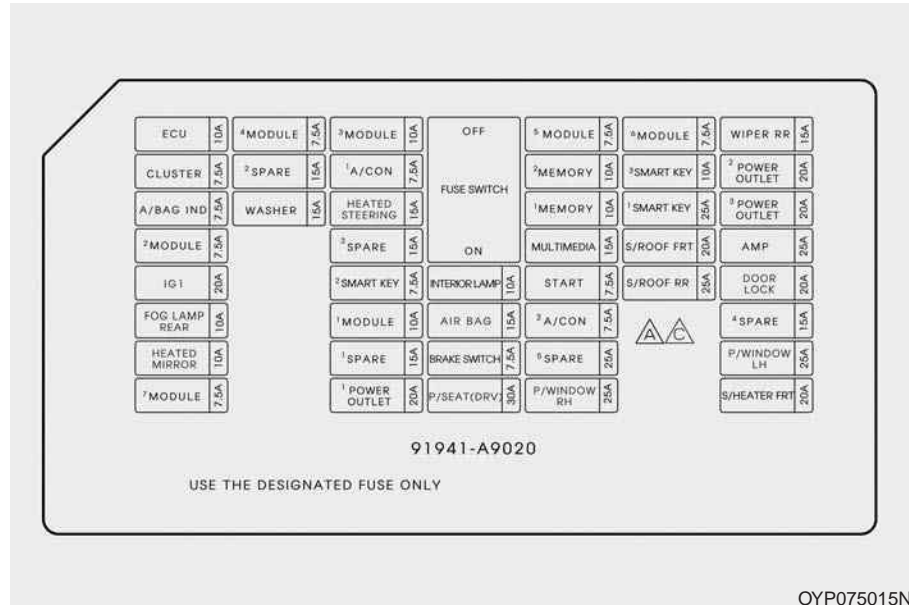 ECU 10A ⁴MODULE 7.5A ³MODULE 10A OFF ⁵MODULE 7.5A ⁶MODULE 7.5A WIPER RR 15A
CLUSTER 7.5A ²SPARE 15A ¹A/CON 7.5A FUSE SWITCH ²MEMORY 10A ³SMART KEY 10A ² POWER OUTLET 20A
A/BAG IND 7.5A WASHER 15A HEATED STEERING 15A ¹MEMORY 10A ¹SMART KEY 25A ³ POWER OUTLET 20A
²MODULE 7.5A ³SPARE 15A ON MULTIMEDIA 15A S/ROOF FRT 20A AMP 25A
IG1 20A ²SMART KEY 7.5A INTERIOR LAMP 10A START 7.5A S/ROOF RR 25A DOOR LOCK 20A
FOG LAMP REAR 10A ¹MODULE 10A AIR BAG 15A ²A/CON 7.5A A C ⁴SPARE 15A
HEATED MIRROR 10A ¹SPARE 15A BRAKE SWITCH 7.5A ⁵SPARE 25A P/WINDOW LH 25A
⁷MODULE 7.5A ¹ POWER OUTLET 20A P/SEAT(DRV) 30A P/WINDOW RH 25A S/HEATER FRT 20A
91941-A9020
USE THE DESIGNATED FUSE ONLY
OYP075015N